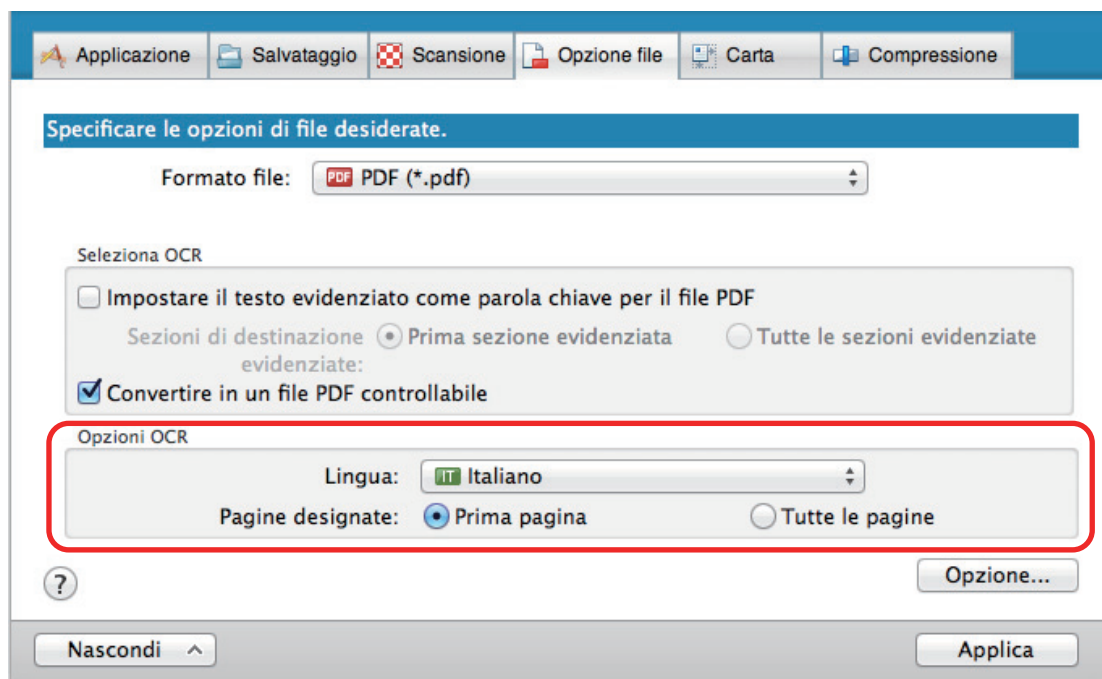 Applicazione Salvataggio Scansione Opzione file Carta Compressione
Specificare le opzioni di file desiderate.
Formato file: PDF PDF (*.pdf)
Seleziona OCR
Impostare il testo evidenziato come parola chiave per il file PDF
Sezioni di destinazione Prima sezione evidenziata Tutte le sezioni evidenziate
evidenziate:
Convertire in un file PDF controllabile
Opzioni OCR
Lingua: IT Italiano
Pagine designate: Prima pagina Tutte le pagine
? Opzione...
Nascondi Applica